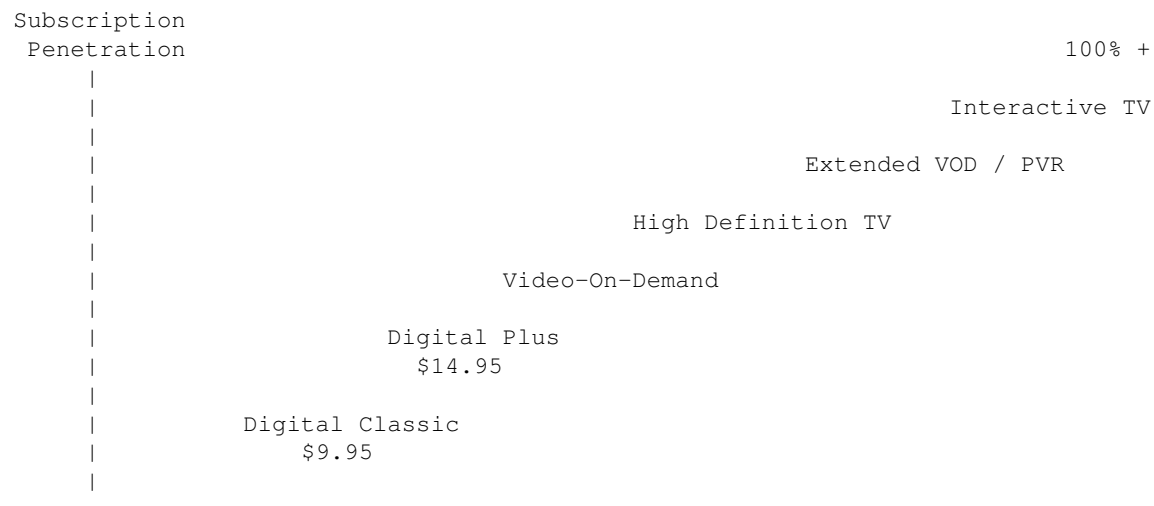 Subscription
Penetration 100% +
Interactive TV
Extended VOD / PVR
High Definition TV
Video-On-Demand
Digital Plus
$14.95
Digital Classic
$9.95